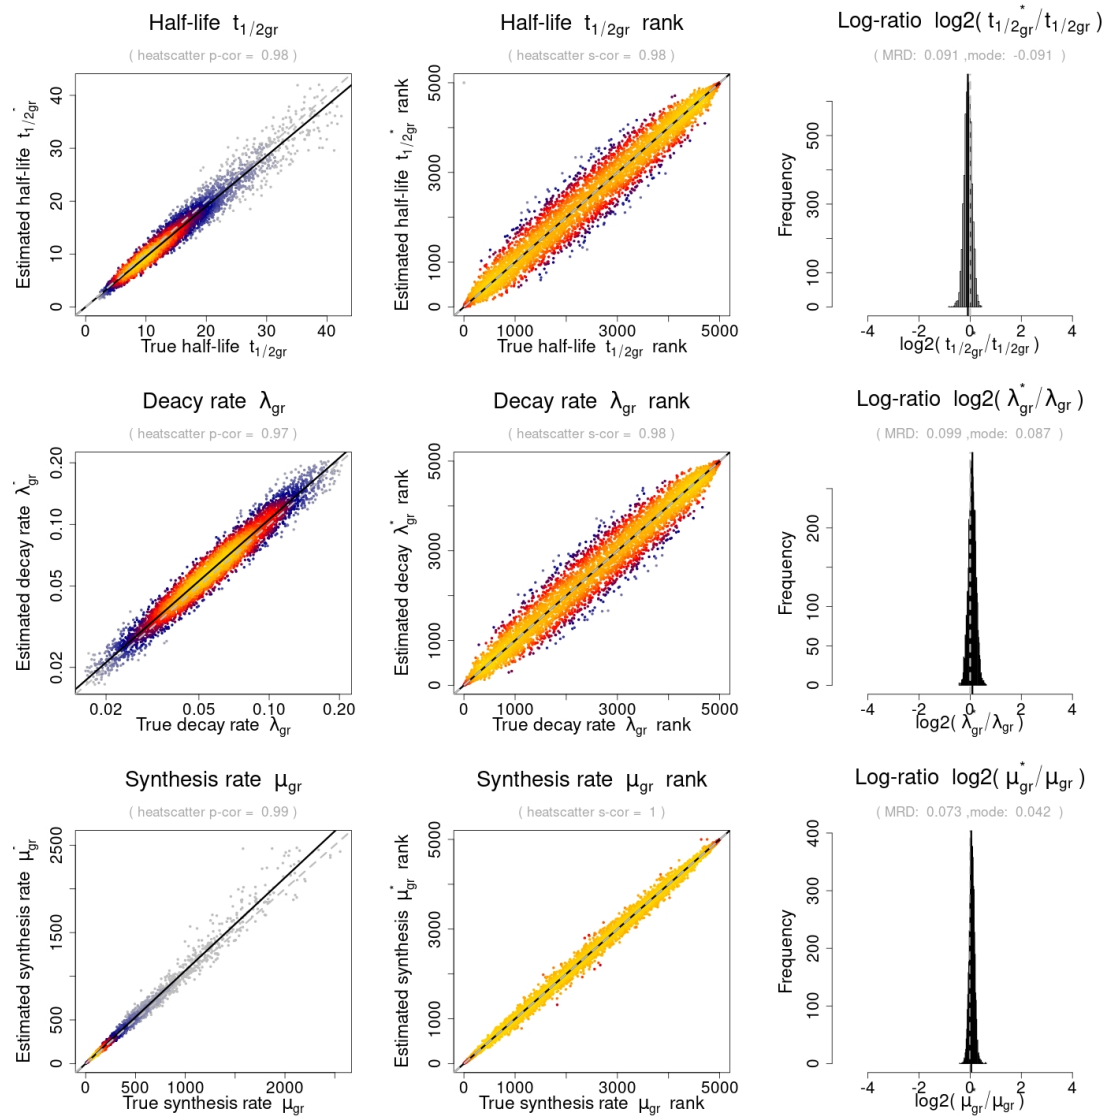 Half-life t1/2gr
( heatscatter p-cor = 0.98 )
Estimated half-life t*1/2gr
0 10 20 30 40
0 10 20 30 40
True half-life t1/2gr
Half-life t1/2gr rank
( heatscatter s-cor = 0.98 )
Estimated half-life t*1/2gr rank
0 1000 3000 5000
0 1000 3000 5000
True half-life t1/2gr rank
Log-ratio log2( t*1/2gr/t1/2gr )
( MRD: 0.091 ,mode: -0.091 )
Frequency
0 100 300 500
-4 -2 0 2 4
log2( t1/2gr/t1/2gr )
Deacy rate λgr
( heatscatter p-cor = 0.97 )
Estimated decay rate λ*gr
0.02 0.05 0.10 0.20
0.02 0.05 0.10 0.20
True decay rate λgr
Decay rate λgr rank
( heatscatter s-cor = 0.98 )
Estimated decay λ*gr rank
0 1000 3000 5000
0 1000 3000 5000
True decay rate λgr rank
Log-ratio log2( λ*gr/λgr )
( MRD: 0.099 ,mode: 0.087 )
Frequency
0 50 100 200
-4 -2 0 2 4
log2( λgr/λgr )
Synthesis rate μgr
( heatscatter p-cor = 0.99 )
Estimated synthesis rate μ*gr
0 500 1500 2500
0 500 1000 2000
True synthesis rate μgr
Synthesis rate μgr rank
( heatscatter s-cor = 1 )
Estimated synthesis μ*gr rank
0 1000 3000 5000
0 1000 3000 5000
True synthesis rate μgr rank
Log-ratio log2( μ*gr/μgr )
( MRD: 0.073 ,mode: 0.042 )
Frequency
0 100 200 300 400
-4 -2 0 2 4
log2( μgr/μgr )